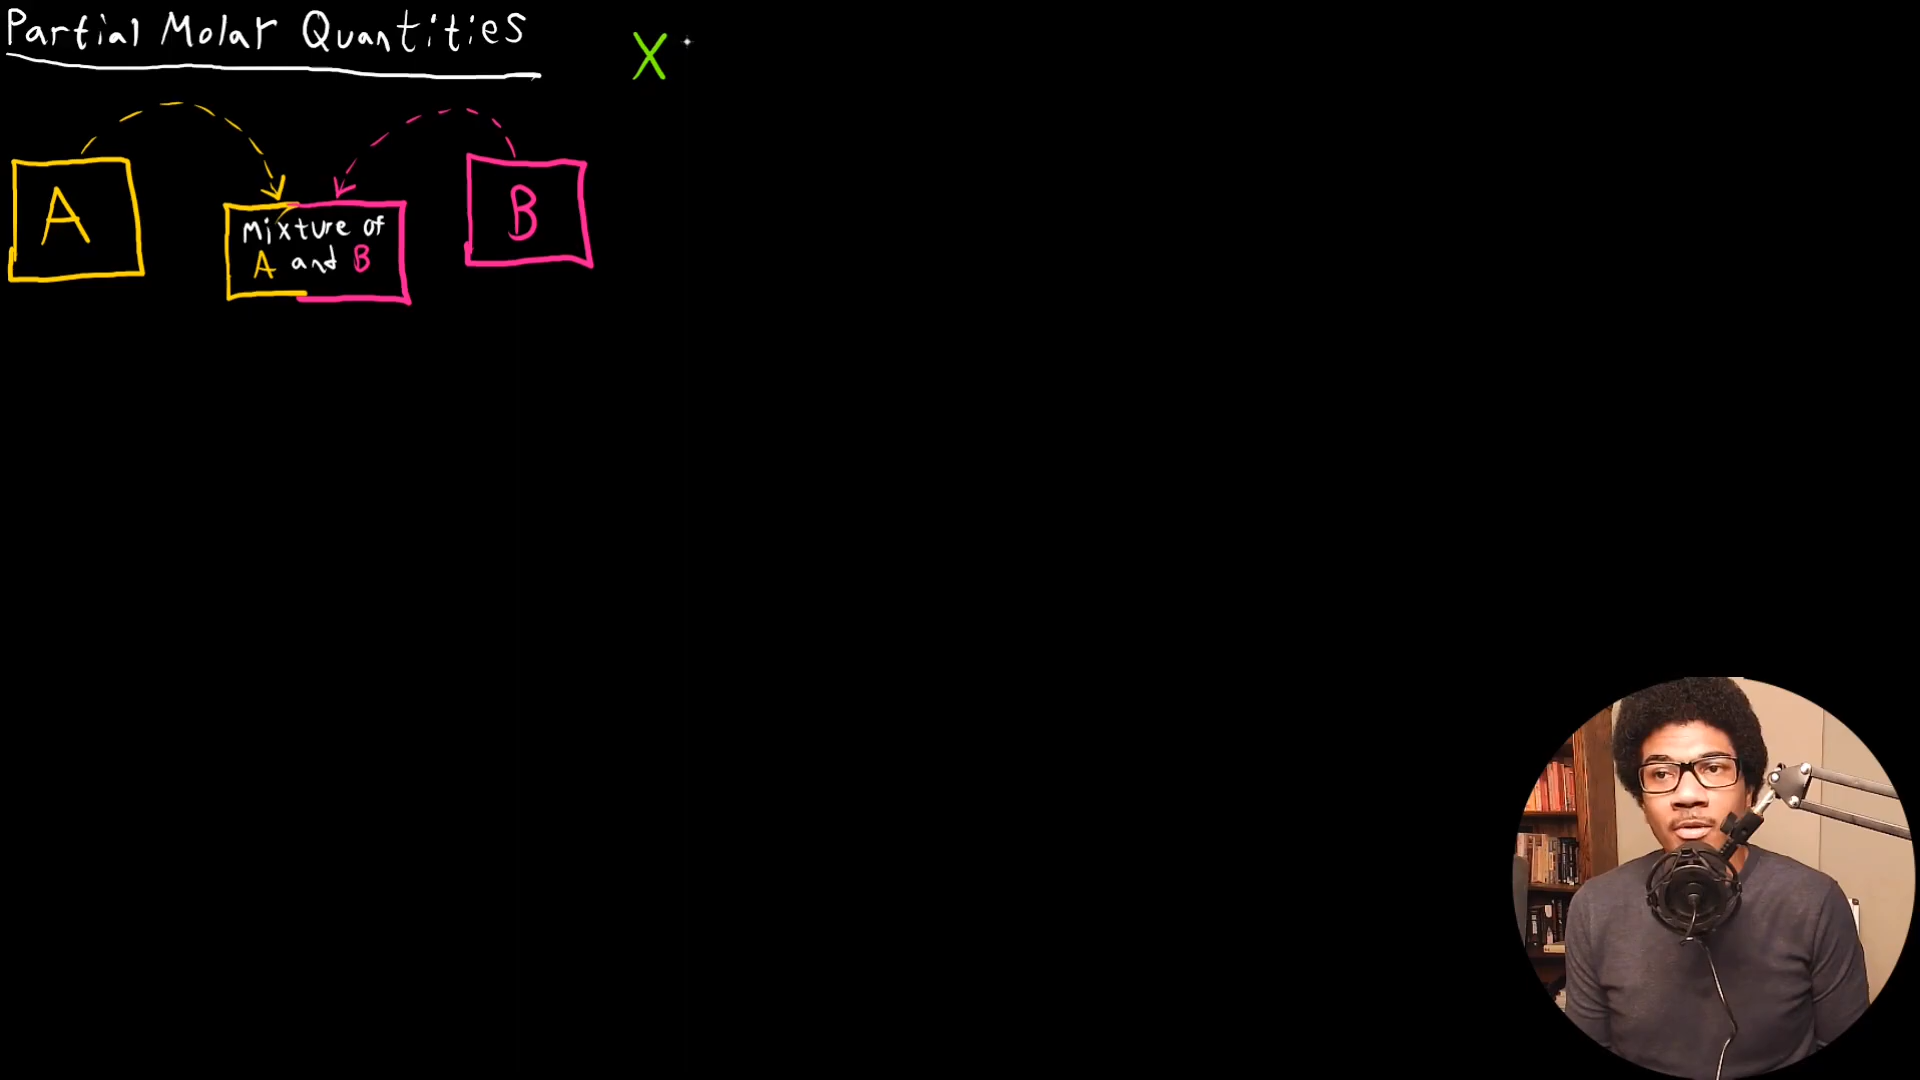 Partial Molar Quantities
X
A
B
Mixture of
A and B